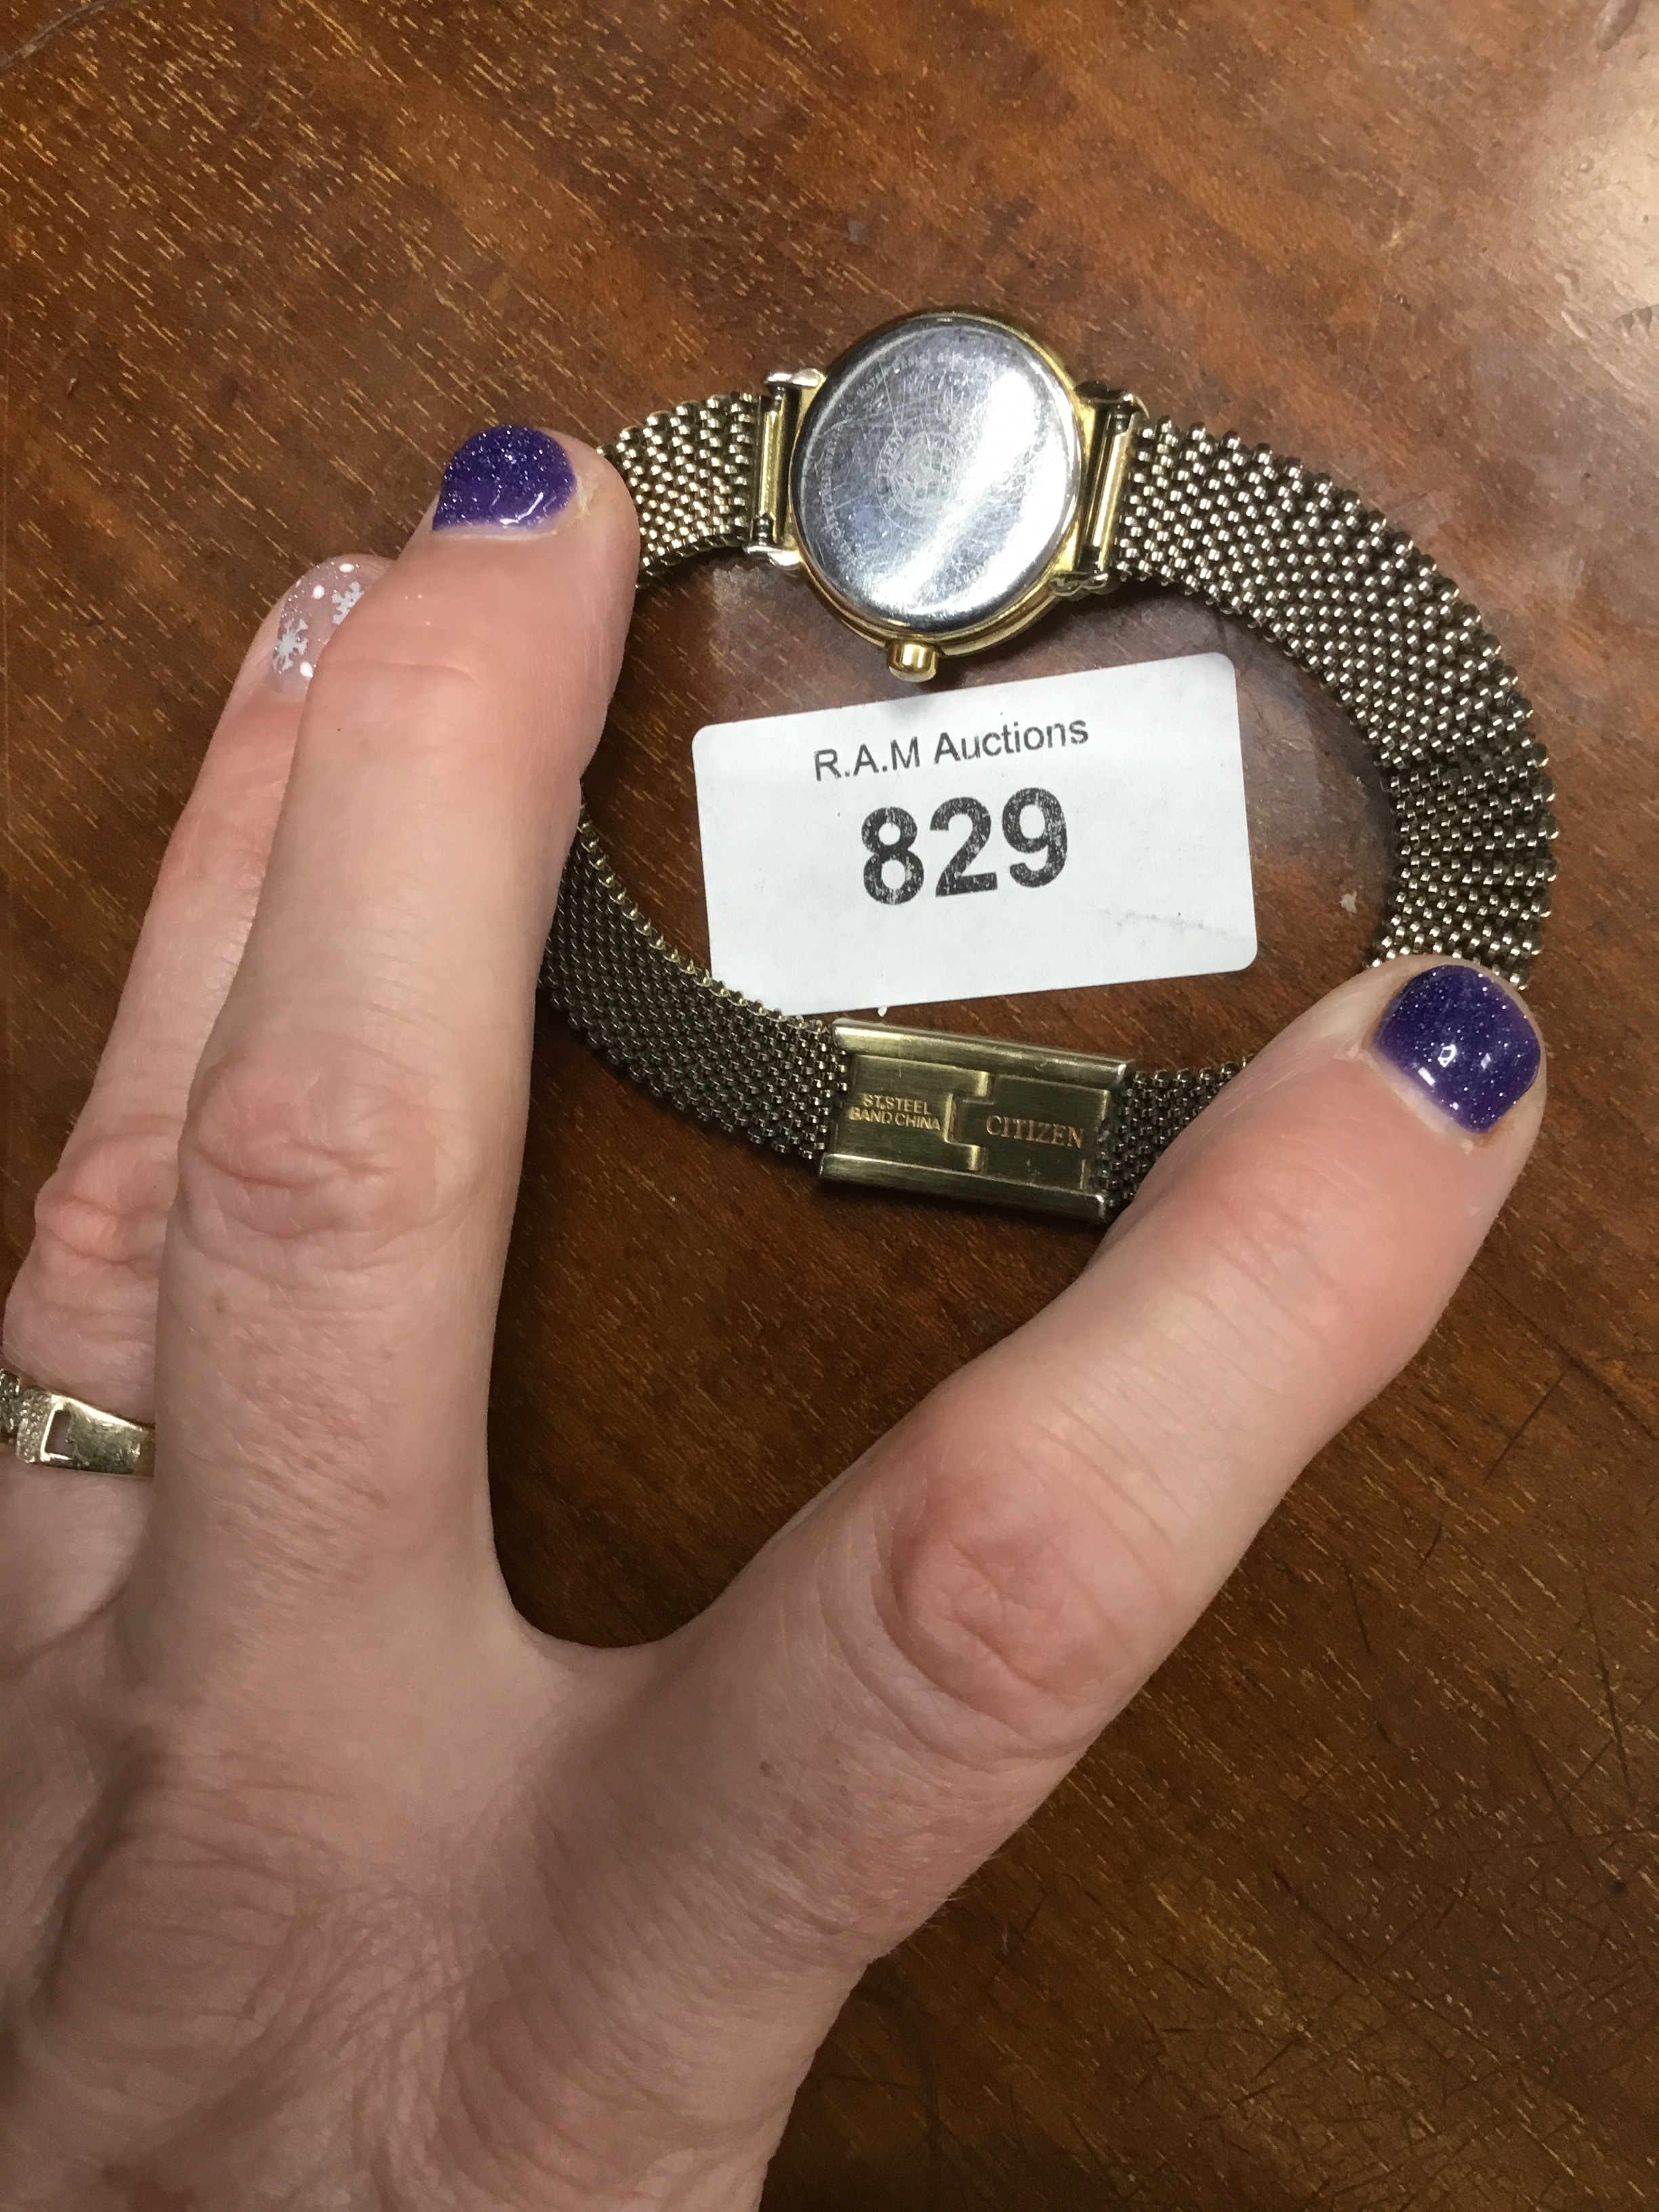 R.A.M Auctions
829
ST.STEEL
BAND CHINA
CITIZEN